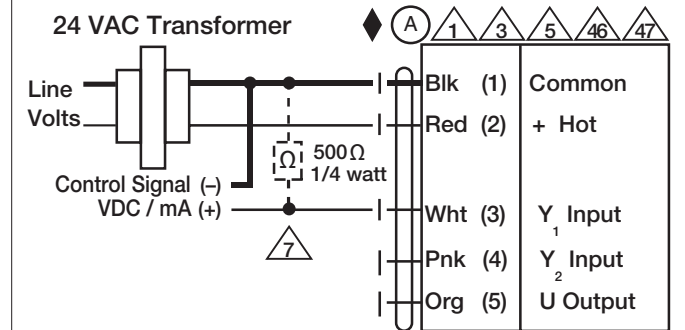 24 VAC Transformer
A 1 3 5 46 47
Line
Volts
Blk (1) Common
Red (2) + Hot
Ω 500Ω
1/4 watt
Control Signal (–)
VDC / mA (+)
7
Wht (3) Y1 Input
Pnk (4) Y2 Input
Org (5) U Output